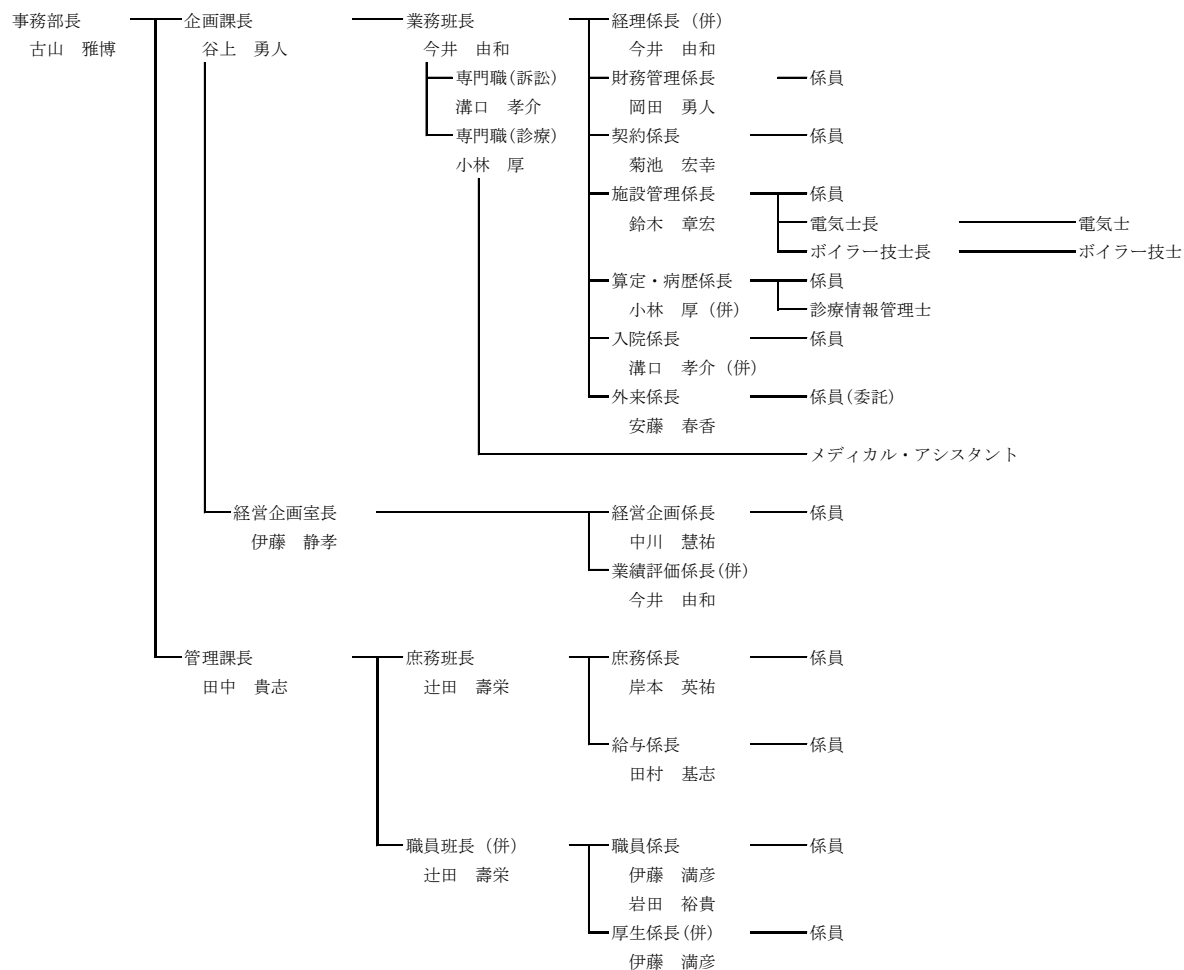 事務部長 企画課長 業務班長 経理係長（併）
古山　雅博 谷上　勇人 今井　由和 今井　由和
専門職(訴訟) 財務管理係長 係員
溝口　孝介 岡田　勇人
専門職(診療) 契約係長 係員
小林　厚 菊池　宏幸
施設管理係長 係員
鈴木　章宏 電気士長 電気士
ボイラー技士長 ボイラー技士
算定・病歴係長 係員
小林　厚（併） 診療情報管理士
入院係長 係員
溝口　孝介（併）
外来係長 係員(委託)
安藤　春香
メディカル・アシスタント
経営企画室長 経営企画係長 係員
伊藤　静孝 中川　慧祐
業績評価係長(併)
今井　由和
管理課長 庶務班長 庶務係長 係員
田中　貴志 辻田　壽栄 岸本　英祐
給与係長 係員
田村　基志
職員班長（併） 職員係長 係員
辻田　壽栄 伊藤　満彦
岩田　裕貴
厚生係長(併) 係員
伊藤　満彦